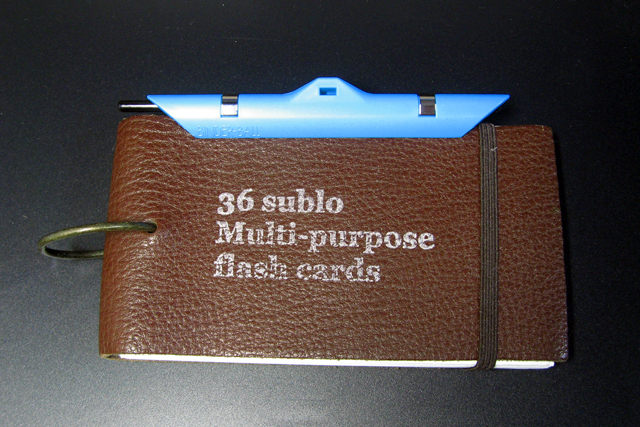 36 sublo
Multi-purpose
flash cards